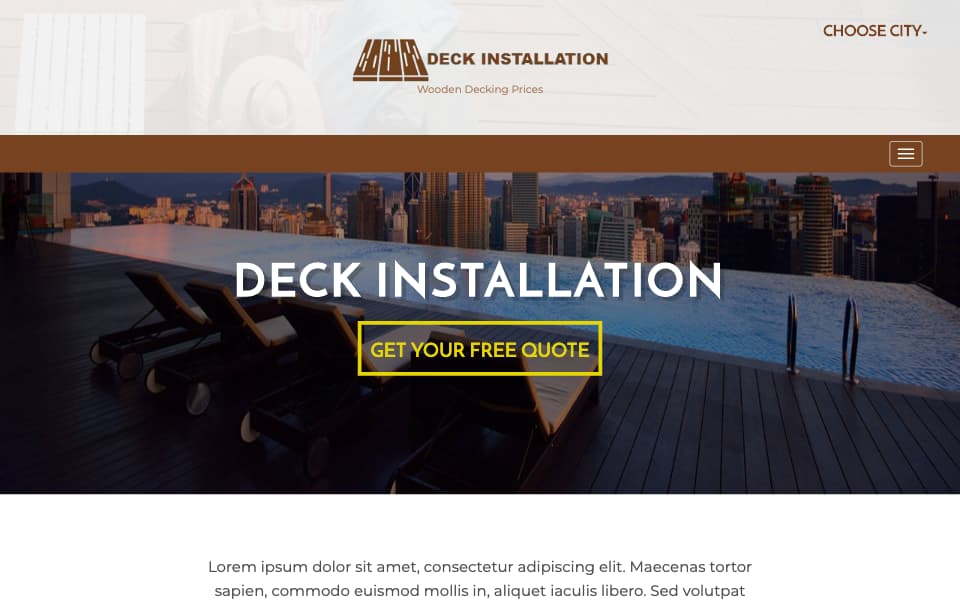 CHOOSE CITY
DECK INSTALLATION
Wooden Decking Prices
DECK INSTALLATION
GET YOUR FREE QUOTE
Lorem ipsum dolor sit amet, consectetur adipiscing elit. Maecenas tortor
sapien, commodo euismod mollis in, aliquet iaculis libero. Sed volutpat